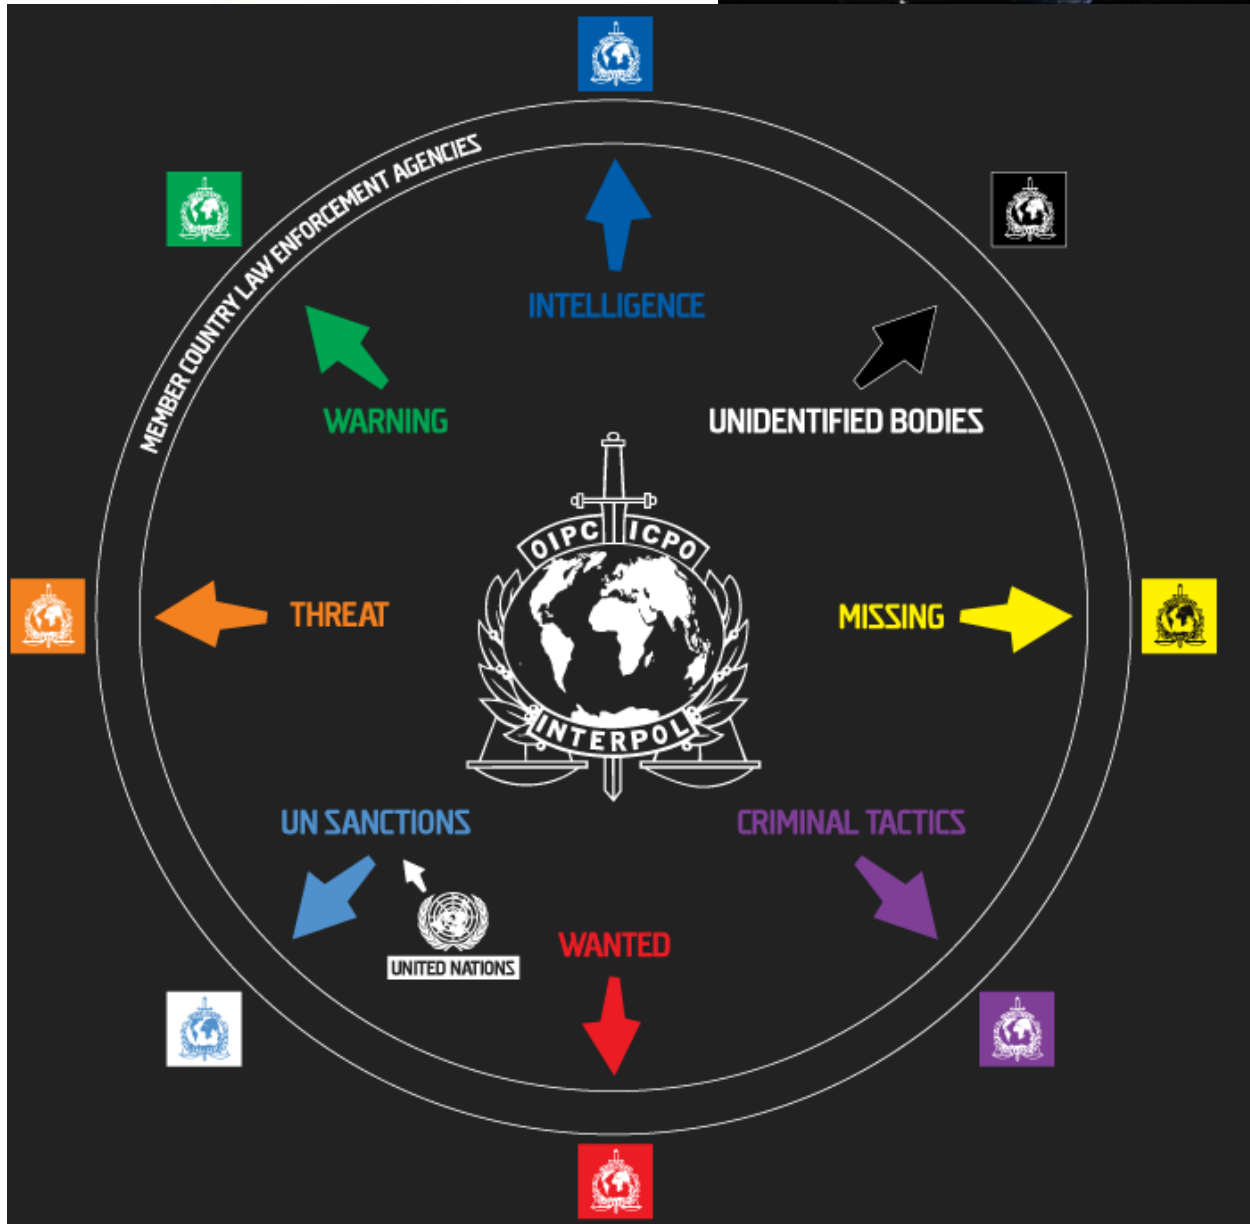 MEMBER COUNTRY LAW ENFORCEMENT AGENCIES
INTELLIGENCE
WARNING
UNIDENTIFIED BODIES
OIPC ICPO
THREAT
MISSING
INTERPOL
UN SANCTIONS
CRIMINAL TACTICS
WANTED
UNITED NATIONS